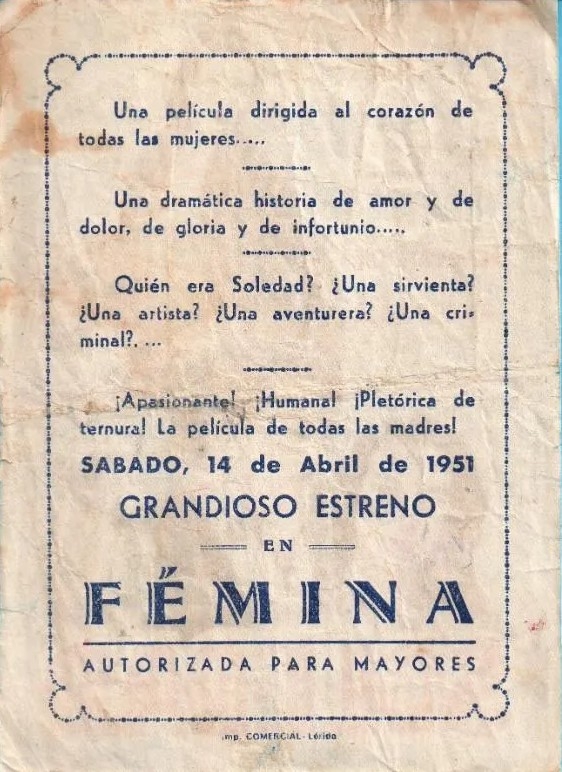 Una película dirigida al corazón de
todas las mujeres.....
Una dramática historia de amor y de
dolor, de gloria y de infortunio.....
Quién era Soledad? ¿Una sirvienta?
¿Una artista? ¿Una aventurera? ¿Una cri-
minal?. ...
¡Apasionante! ¡Humana! ¡Pletórica de
ternura! La película de todas las madres!
SABADO, 14 de Abril de 1951
GRANDIOSO ESTRENO
EN
FÉMINA
AUTORIZADA PARA MAYORES
Imp. COMERCIAL - Lérida